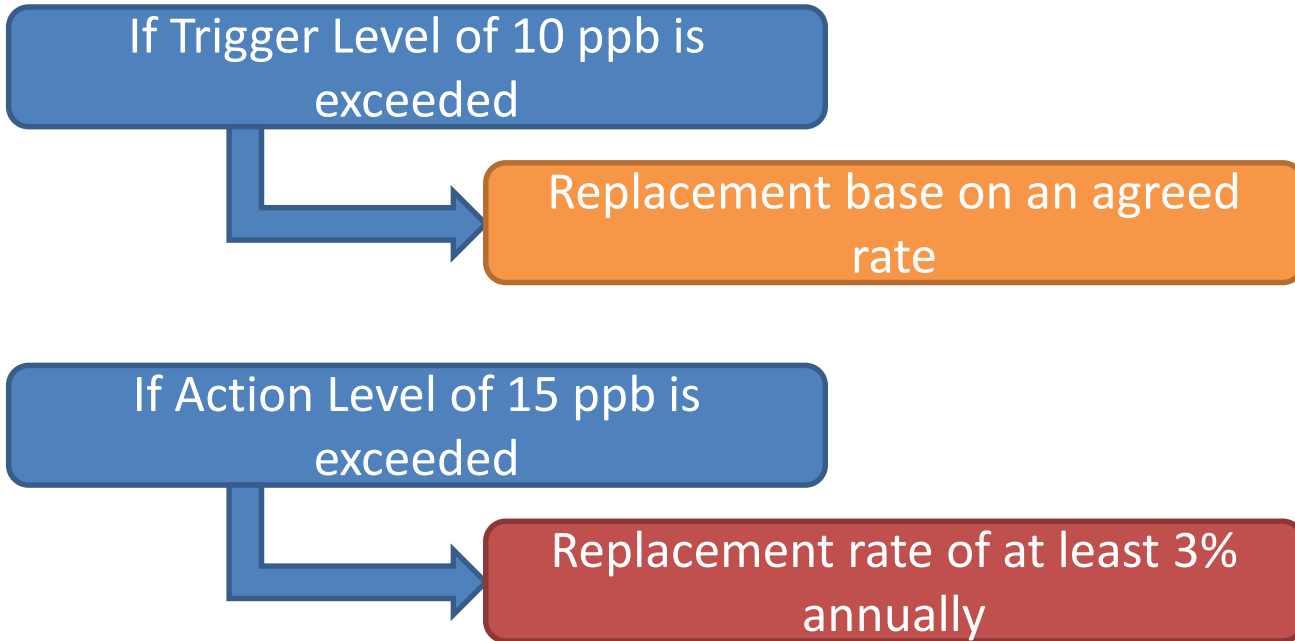 If Trigger Level of 10 ppb is
exceeded
Replacement base on an agreed
rate
If Action Level of 15 ppb is
exceeded
Replacement rate of at least 3%
annually